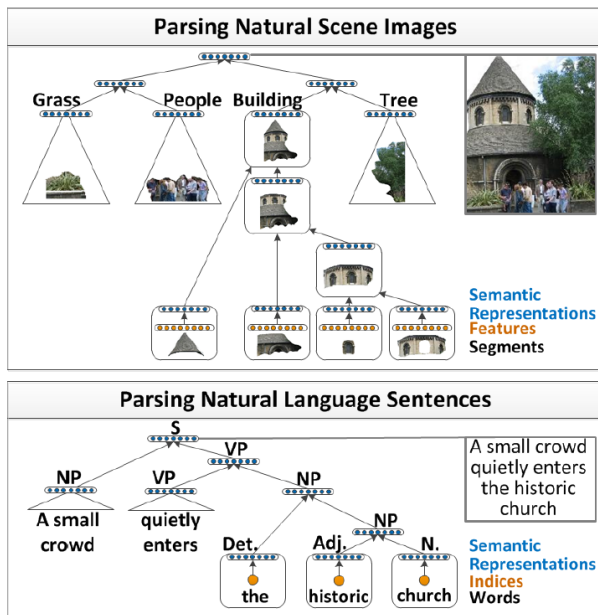 Parsing Natural Scene Images
Grass
People
Building
Tree
Semantic
Representations
Features
Segments
Parsing Natural Language Sentences
S
VP
NP
VP
NP
A small
crowd
quietly
enters
NP
Det.
Adj.
N.
the
historic
church
A small crowd
quietly enters
the historic
church
Semantic
Representations
Indices
Words